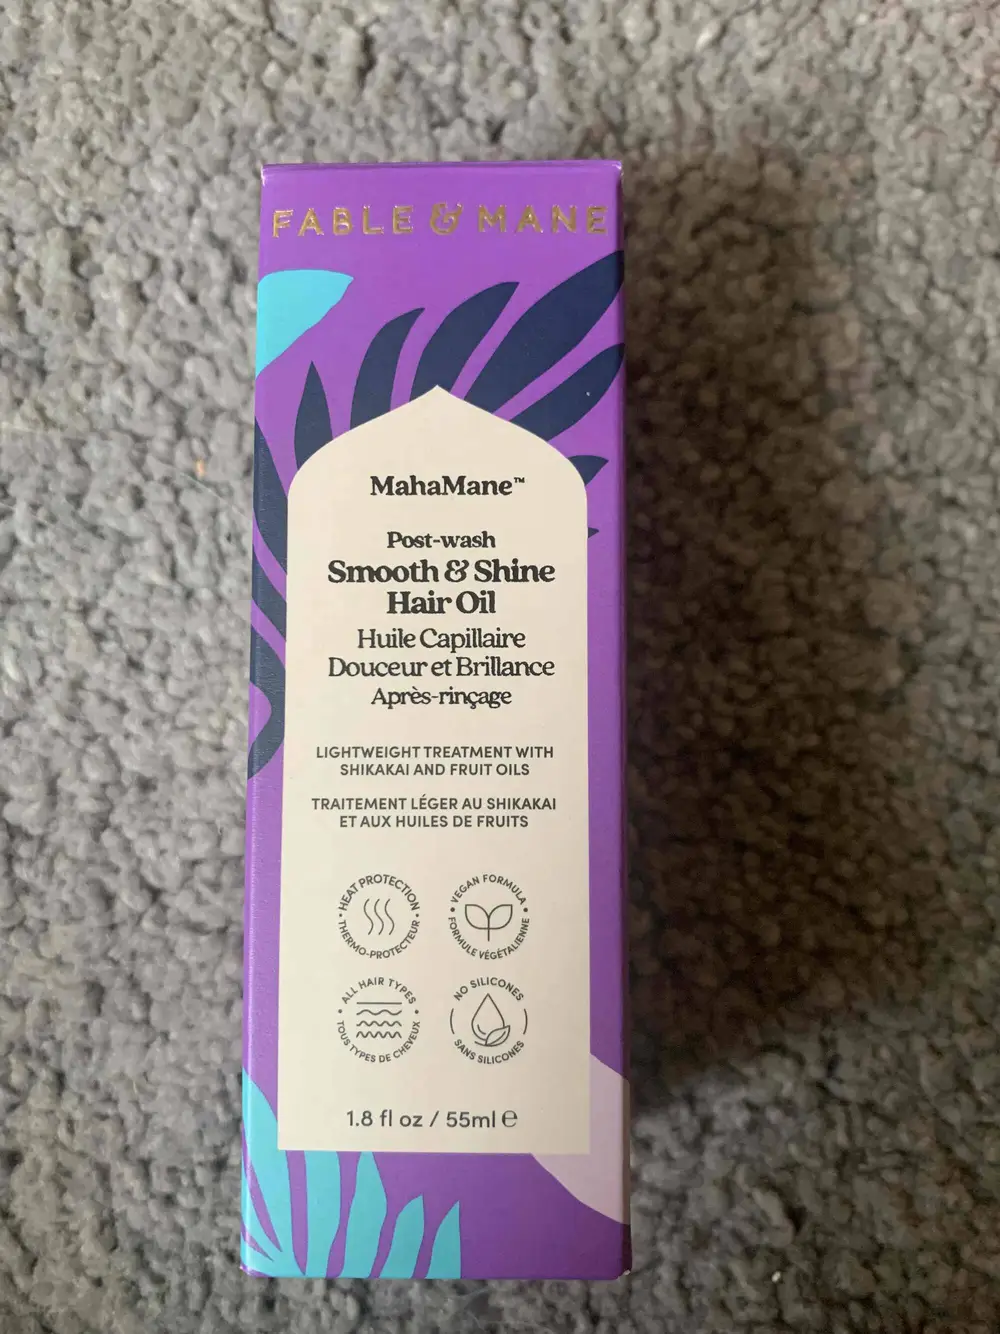 FABLE & MANE
MahaMane™
Post-wash
Smooth & Shine
Hair Oil
Huile Capillaire
Douceur et Brillance
Après-rinçage
LIGHTWEIGHT TREATMENT WITH
SHIKAKAI AND FRUIT OILS
TRAITEMENT LÉGER AU SHIKAKAI
ET AUX HUILES DE FRUITS
• HEAT PROTECTION •
THERMO-PROTECTEUR
• VEGAN FORMULA •
FORMULE VÉGÉTALIENNE
• ALL HAIR TYPES •
TOUS TYPES DE CHEVEUX
NO SILICONES
SANS SILICONES
1.8 fl oz / 55ml ℮